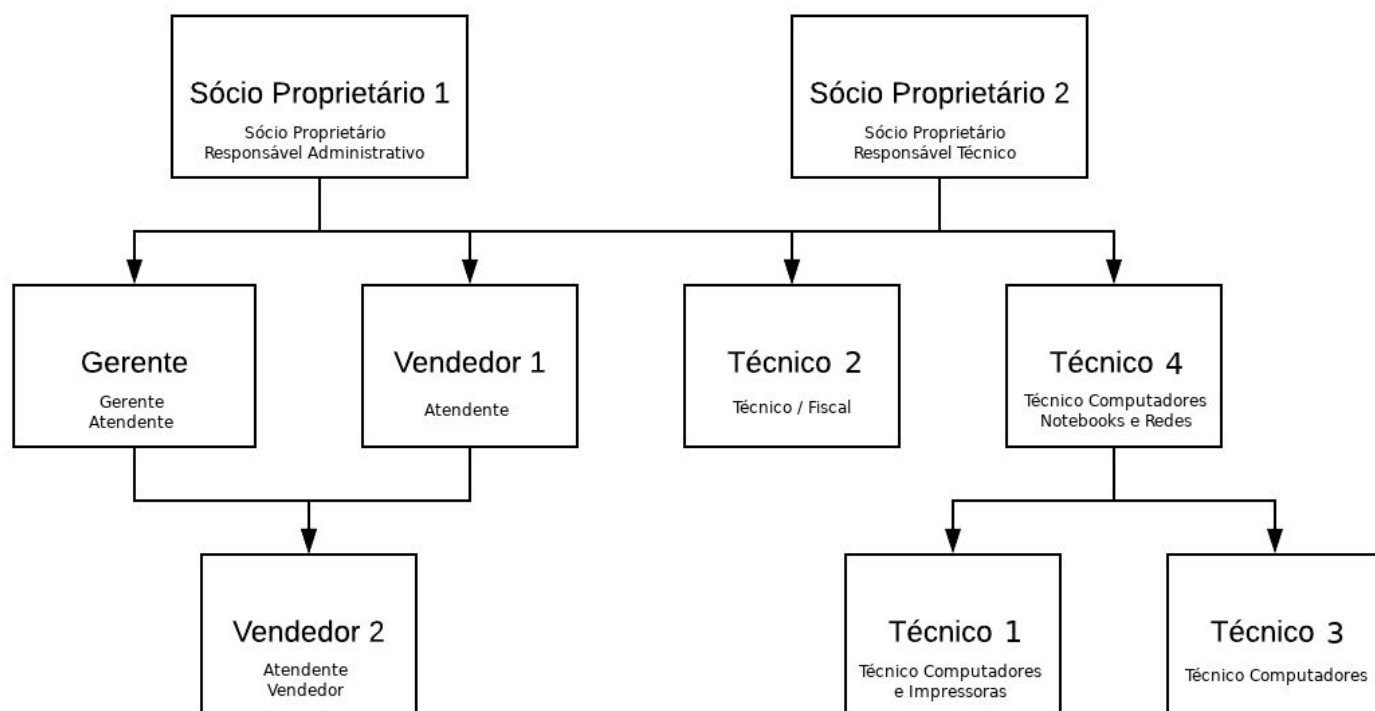 Sócio Proprietário 1
Sócio Proprietário
Responsável Administrativo
Sócio Proprietário 2
Sócio Proprietário
Responsável Técnico
Gerente
Gerente
Atendente
Vendedor 1
Atendente
Técnico 2
Técnico / Fiscal
Técnico 4
Técnico Computadores
Notebooks e Redes
Vendedor 2
Atendente
Vendedor
Técnico 1
Técnico Computadores
e Impressoras
Técnico 3
Técnico Computadores